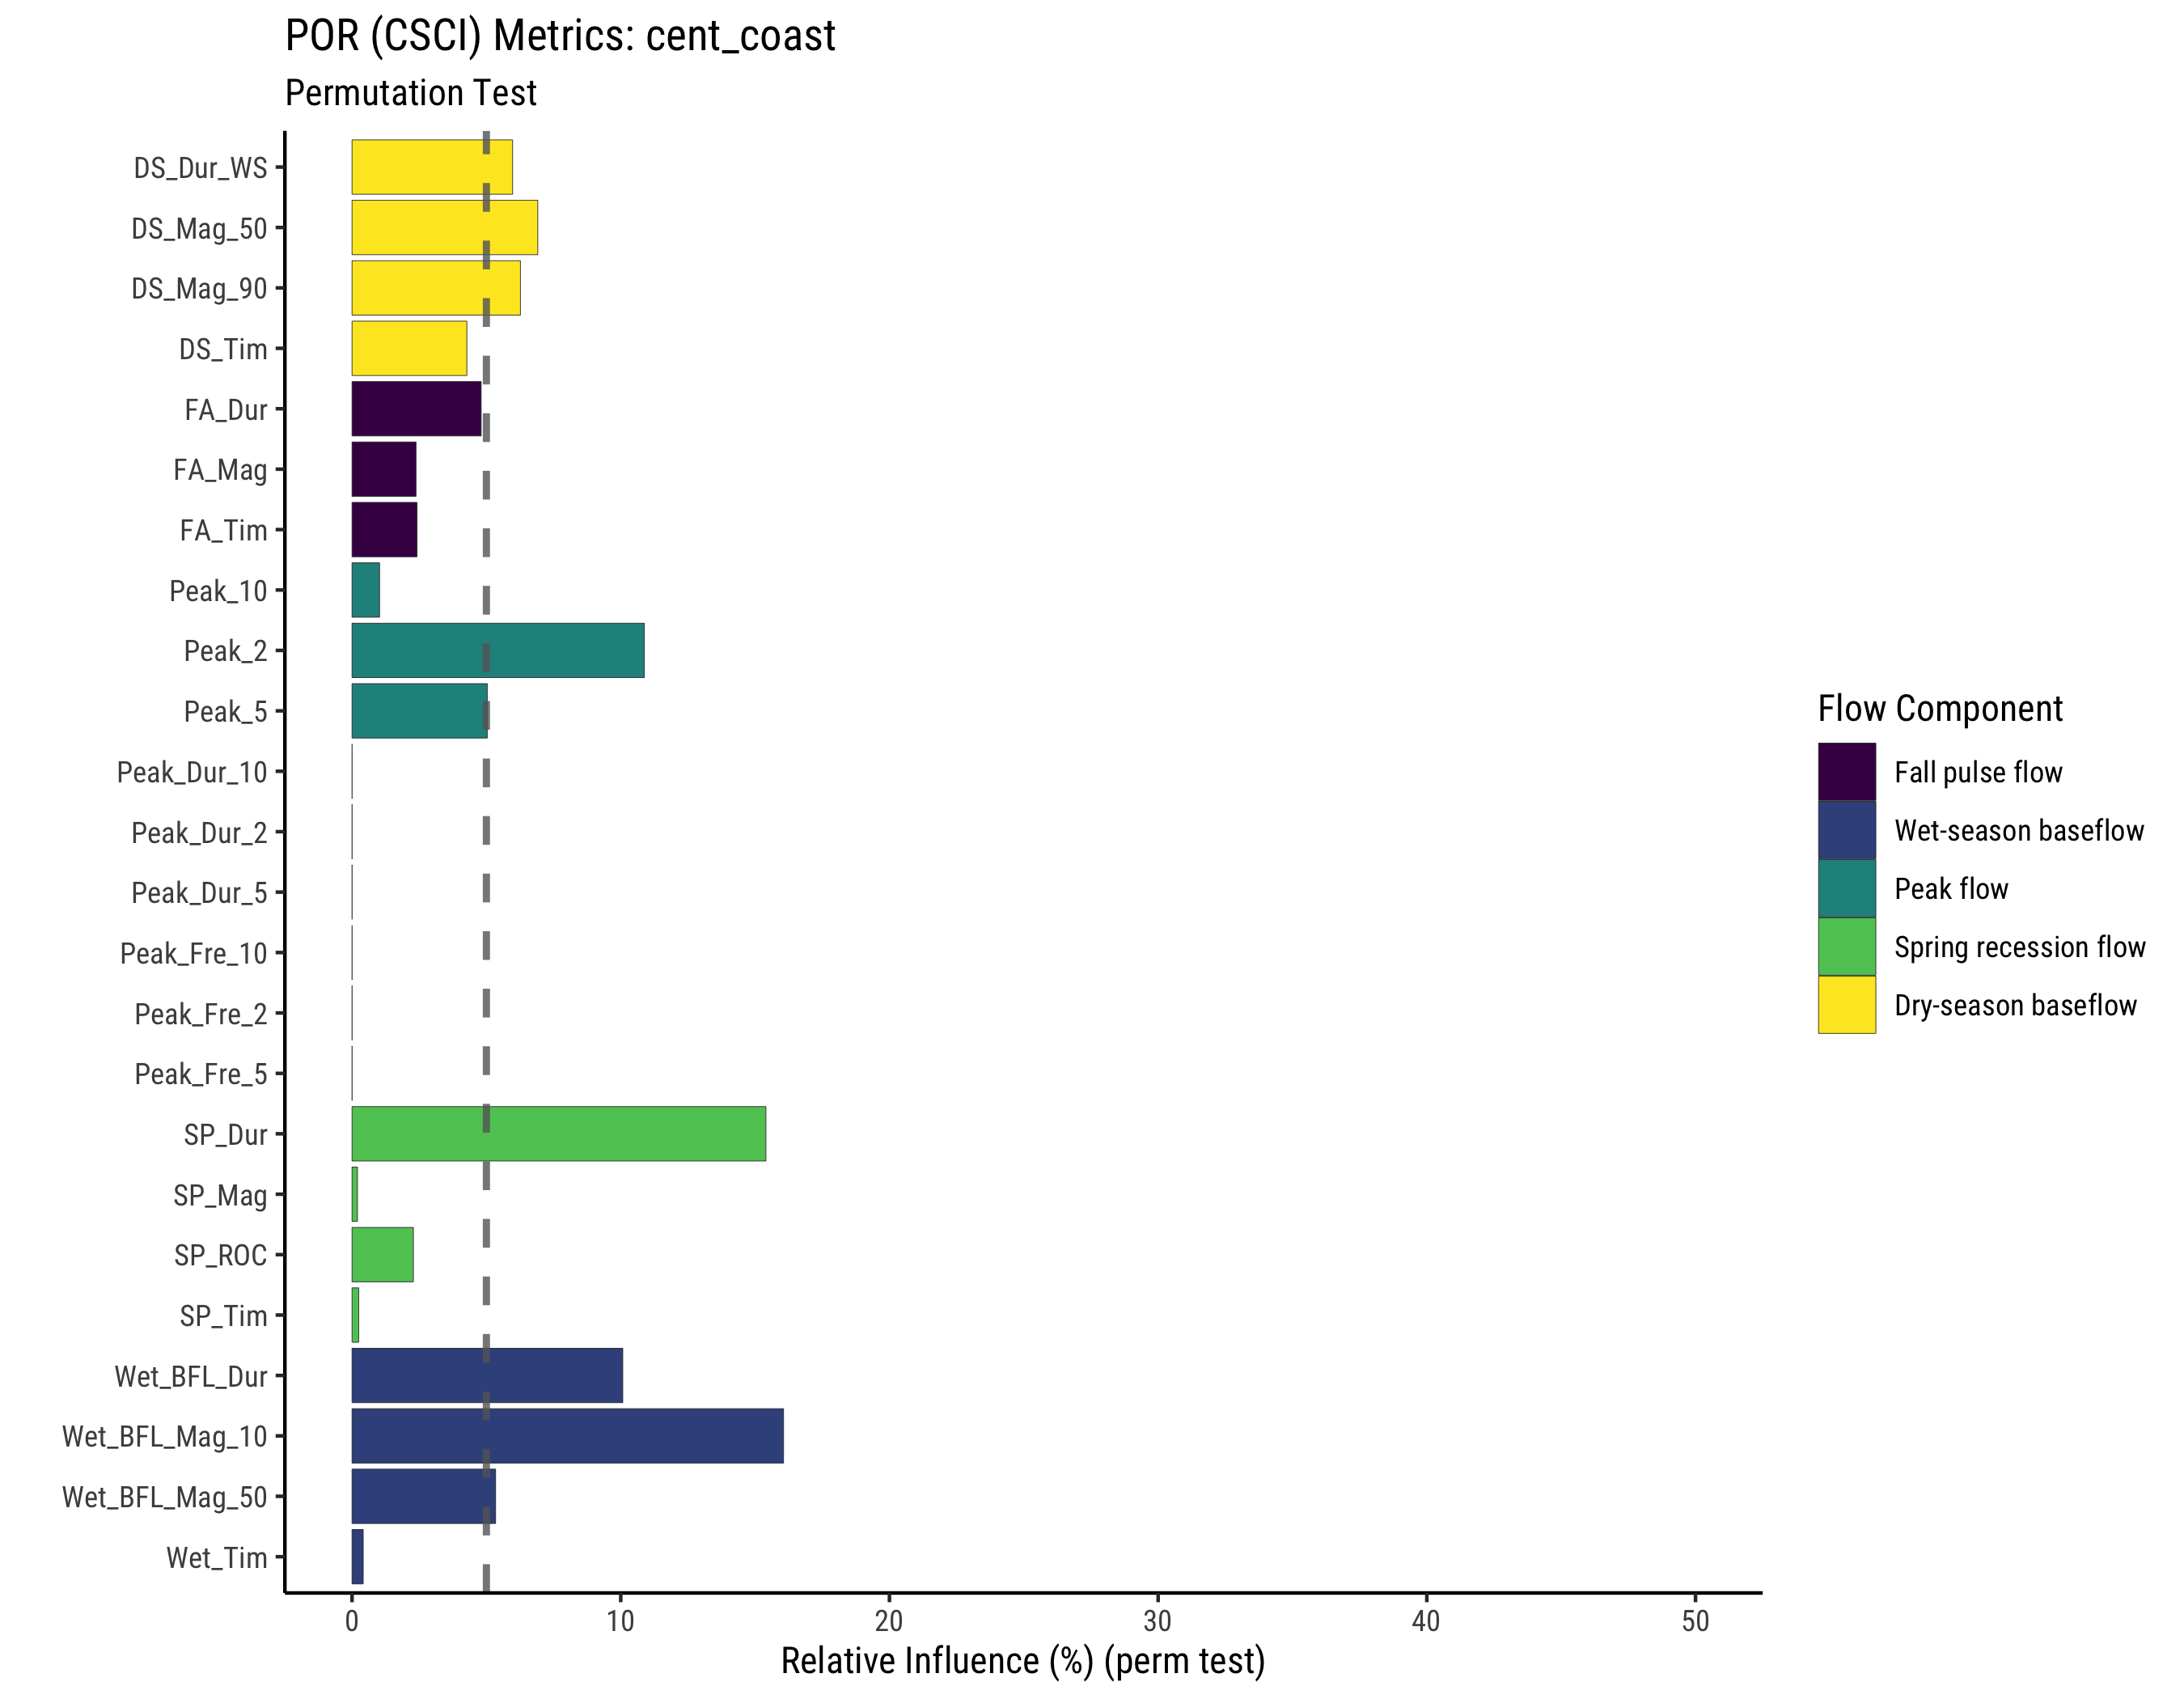 POR (CSCI) Metrics: cent_coast
Permutation Test
DS_Dur_WS
DS_Mag_50
DS_Mag_90
DS_Tim
FA_Dur
FA_Mag
FA_Tim
Peak_10
Peak_2
Peak_5
Peak_Dur_10
Peak_Dur_2
Peak_Dur_5
Peak_Fre_10
Peak_Fre_2
Peak_Fre_5
SP_Dur
SP_Mag
SP_ROC
SP_Tim
Wet_BFL_Dur
Wet_BFL_Mag_10
Wet_BFL_Mag_50
Wet_Tim
0 10 20 30 40 50
Relative Influence (%) (perm test)
Flow Component
Fall pulse flow
Wet-season baseflow
Peak flow
Spring recession flow
Dry-season baseflow